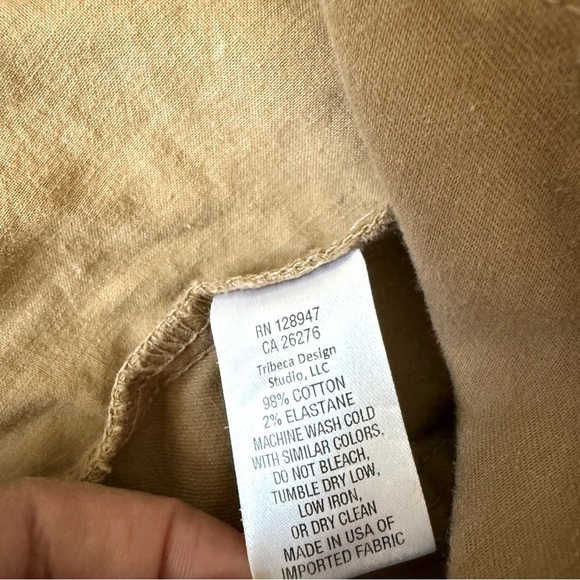 RN 128947
CA 26276
Tribeca Design
Studio, LLC
98% COTTON
2% ELASTANE
MACHINE WASH COLD
WITH SIMILAR COLORS,
DO NOT BLEACH,
TUMBLE DRY LOW,
LOW IRON,
OR DRY CLEAN
MADE IN USA OF
IMPORTED FABRIC